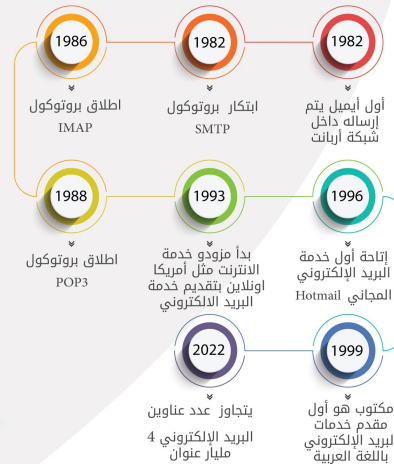 1982
أول أيميل يتم
إرساله داخل
شبكة أربانت
1982
ابتكار بروتوكول
SMTP
1986
اطلاق بروتوكول
IMAP
1988
اطلاق بروتوكول
POP3
1993
بدأ مزودو خدمة
الانترنت مثل أمريكا
اونلاين بتقديم خدمة
البريد الالكتروني
1996
إتاحة أول خدمة
البريد الإلكتروني
المجاني Hotmail
1999
مكتوب هو أول
مقدم خدمات
لبريد الإلكتروني
باللغة العربية
2022
يتجاوز عدد عناوين
البريد الإلكتروني 4
مليار عنوان